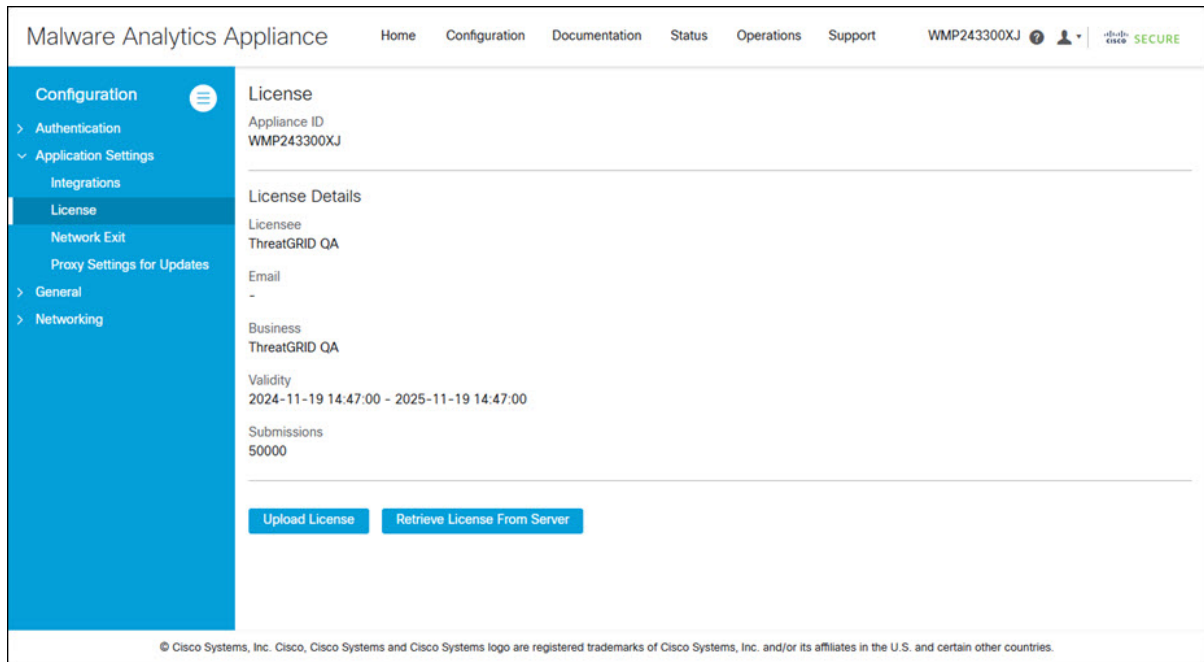 Malware Analytics Appliance Home Configuration Documentation Status Operations Support WMP243300XJ ? cisco SECURE
Configuration
Authentication
Application Settings
Integrations
License
Network Exit
Proxy Settings for Updates
General
Networking
License
Appliance ID
WMP243300XJ
License Details
Licensee
ThreatGRID QA
Email
-
Business
ThreatGRID QA
Validity
2024-11-19 14:47:00 - 2025-11-19 14:47:00
Submissions
50000
Upload License Retrieve License From Server
© Cisco Systems, Inc. Cisco, Cisco Systems and Cisco Systems logo are registered trademarks of Cisco Systems, Inc. and/or its affiliates in the U.S. and certain other countries.